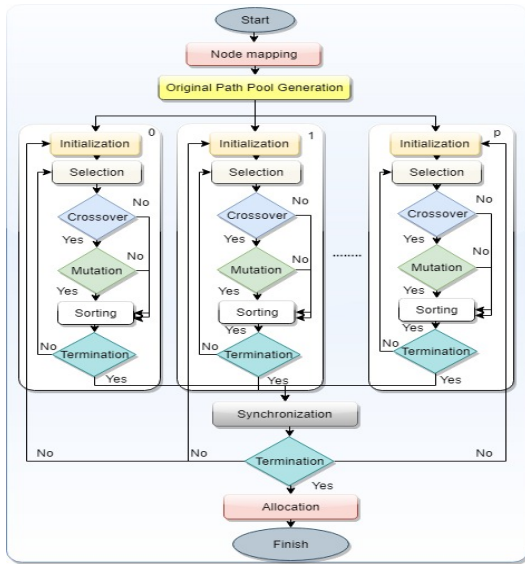 Start
Node mapping
Original Path Pool Generation
0
Initialization
Selection
No
Crossover
Yes
No
Mutation
Yes
Sorting
No
Termination
Yes
1
Initialization
Selection
No
Crossover
Yes
No
Mutation
Yes
Sorting
Yes
No
Termination
Yes
........
p
Initialization
Selection
No
Crossover
Yes
No
Mutation
Yes
Sorting
Yes
No
Termination
Yes
Synchronization
No
No
Termination
No
Yes
Allocation
Finish